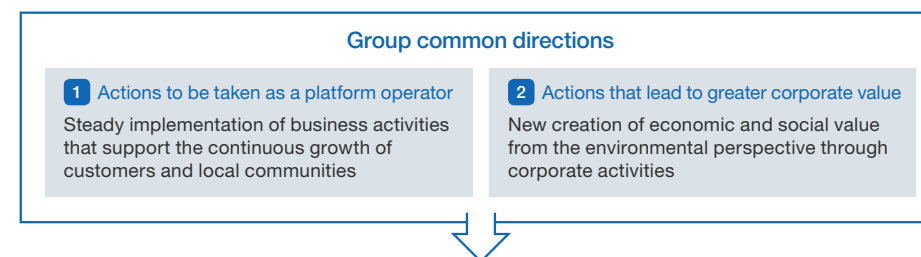 Group common directions
1 Actions to be taken as a platform operator
Steady implementation of business activities
that support the continuous growth of
customers and local communities
2 Actions that lead to greater corporate value
New creation of economic and social value
from the environmental perspective through
corporate activities